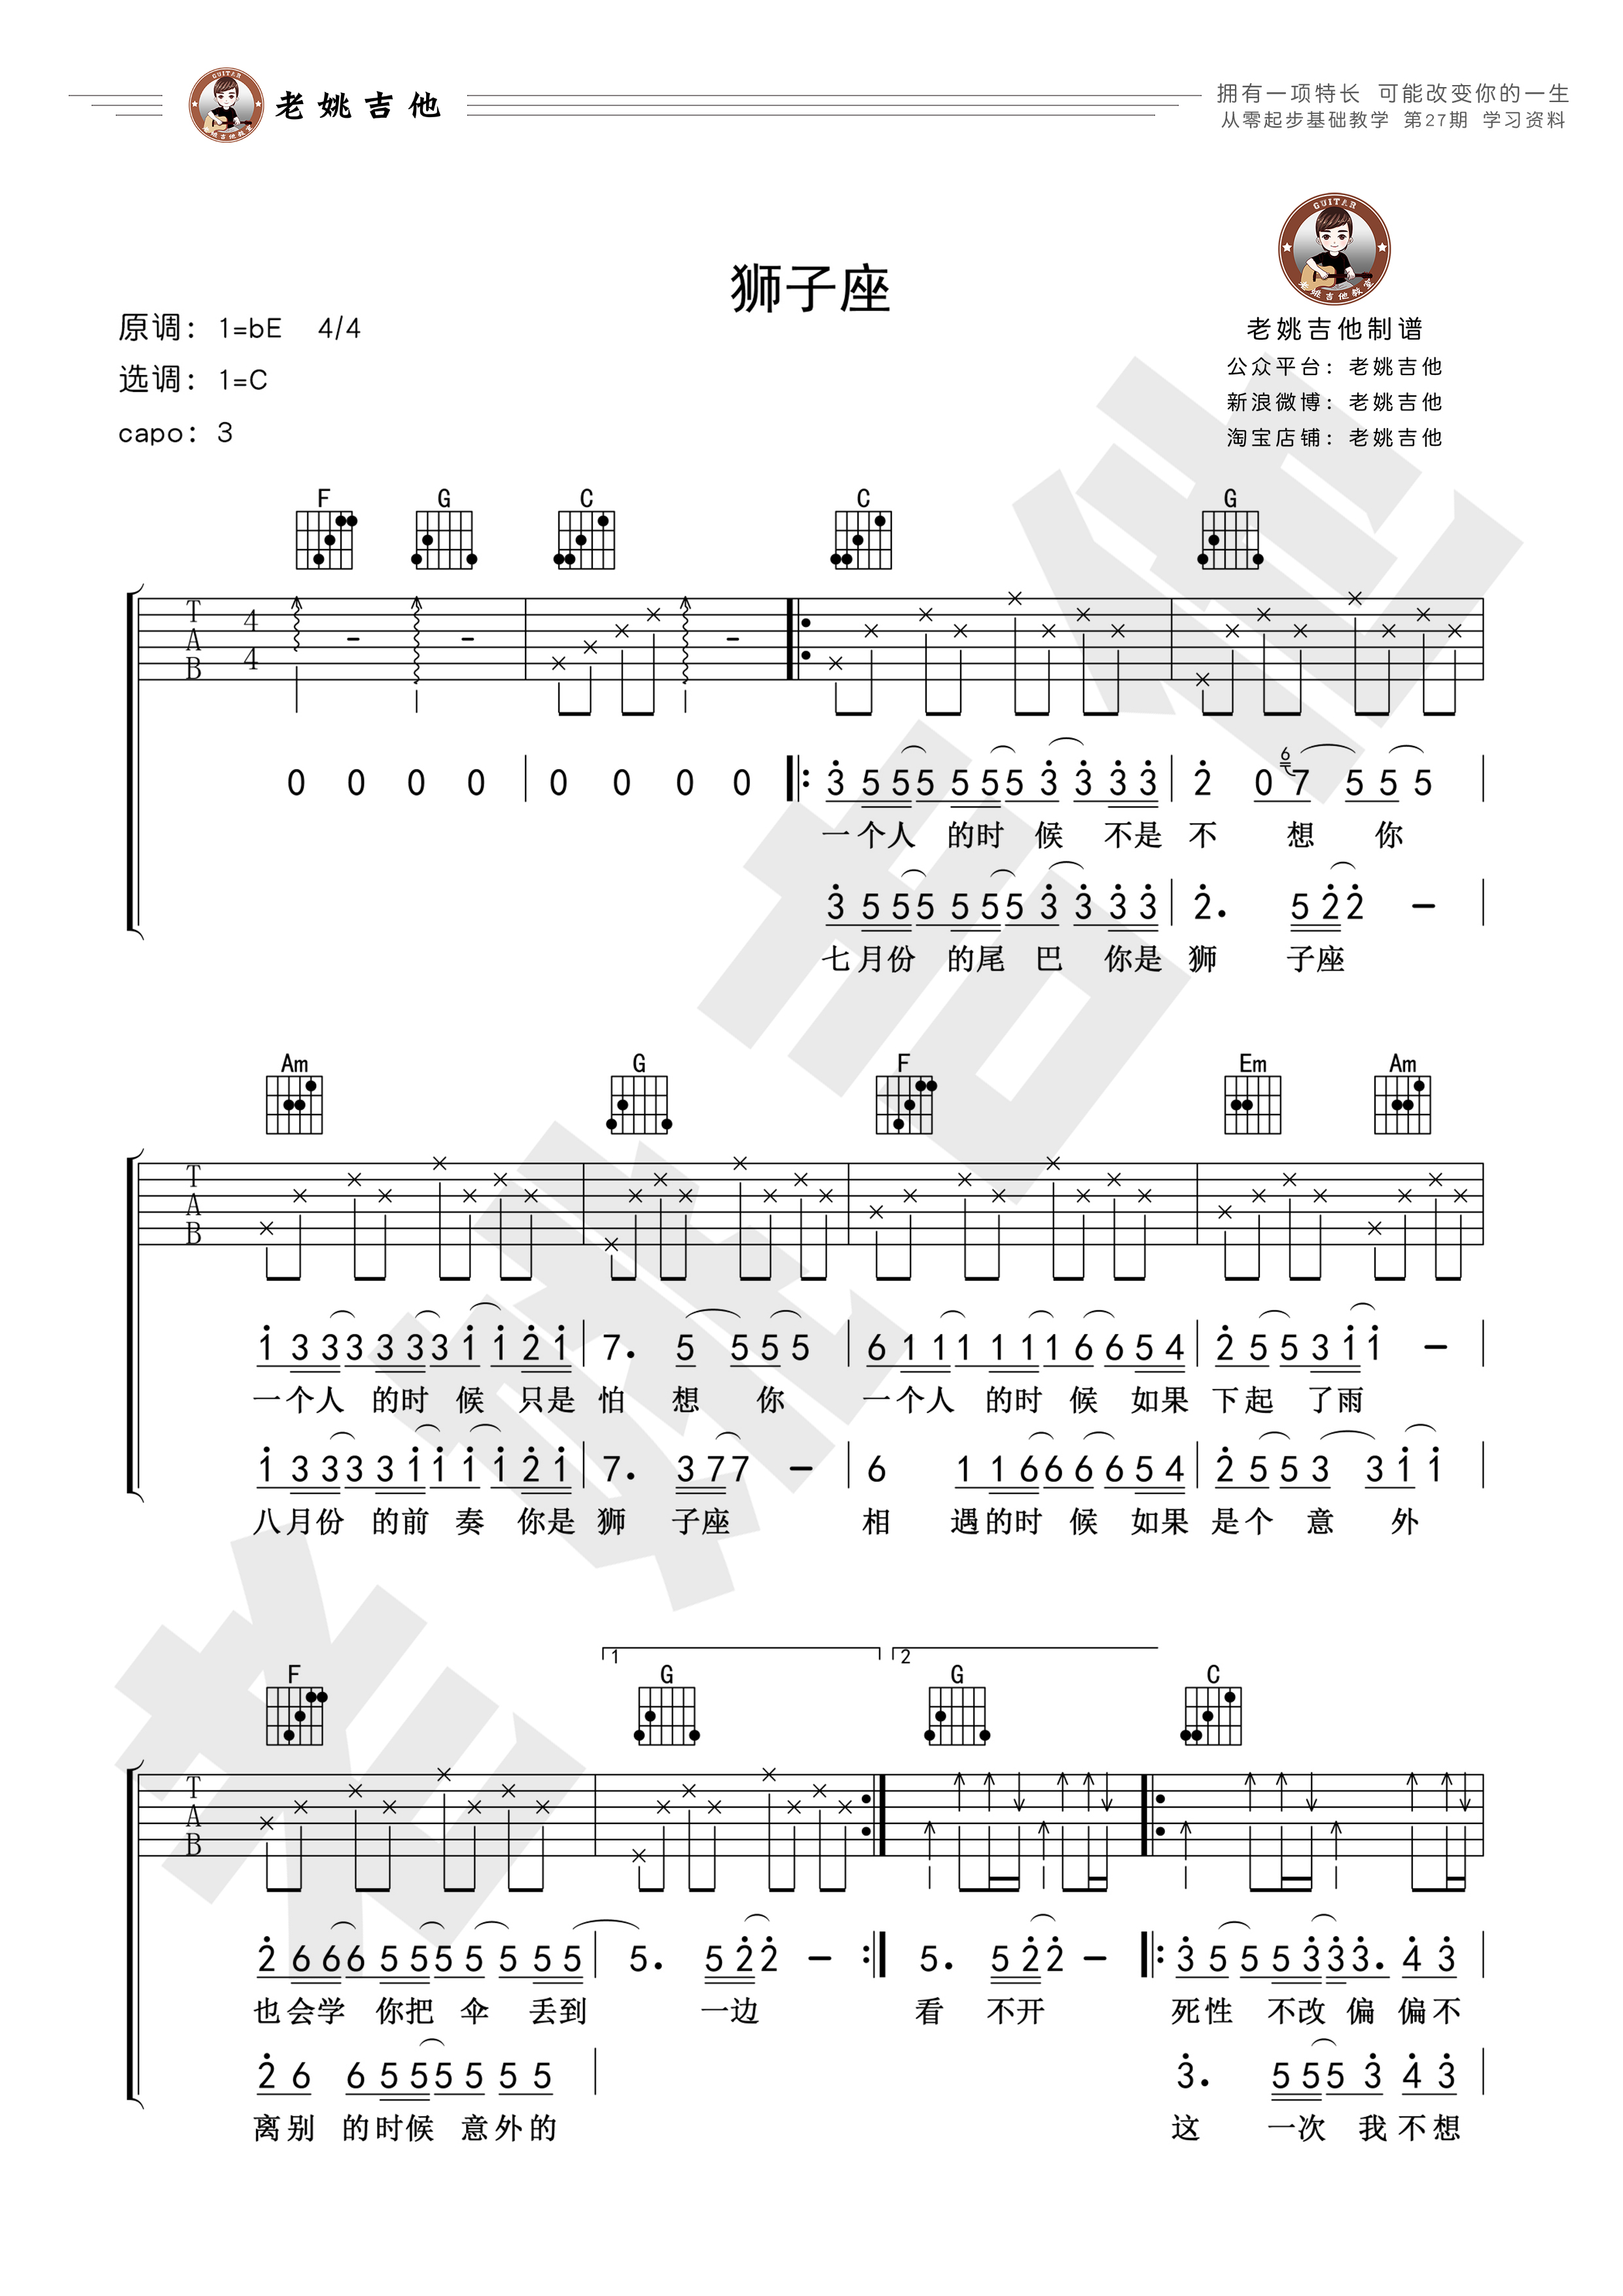 老姚吉他
拥有一项特长 可能改变你的一生
从零起步基础教学 第27期 学习资料
GUITAR
老姚吉他教室
狮子座
原调：1=bE 4/4
选调：1=C
capo：3
老姚吉他制谱
公众平台：老姚吉他
新浪微博：老姚吉他
淘宝店铺：老姚吉他
F G C C G
T A B 4/4
0 0 0 0 | 0 0 0 0 |: 3 5 5 5 5 5 5 3 3 3 3 | 2 0 6 7 5 5 5 |
一个人 的时 候 不是 不 想 你
3 5 5 5 5 5 5 3 3 3 3 | 2. 5 2 2 - |
七月份 的尾 巴 你是 狮 子座
Am G F Em Am
T A B
1 3 3 3 3 3 3 1 1 2 1 | 7. 5 5 5 5 | 6 1 1 1 1 1 1 6 6 5 4 | 2 5 5 3 1 1 - |
一个人 的时 候 只是 怕 想 你 一个人 的时 候 如果 下起 了雨
1 3 3 3 3 1 1 1 1 2 1 | 7. 3 7 7 - | 6 1 1 6 6 6 6 5 4 | 2 5 5 3 3 1 1 |
八月份 的前 奏 你是 狮 子座 相 遇的时 候 如果 是个 意 外
1 2
F G G C
T A B
2 6 6 6 5 5 5 5 5 5 5 | 5. 5 2 2 - :| 5. 5 2 2 - |: 3 5 5 5 3 3 3. 4 3 |
也会学 你把 伞 丢到 一边 看 不开 死性 不改 偏 偏不
2 6 6 5 5 5 5 5 5 | 3. 5 5 5 3 4 3 |
离别 的时候 意外的 这 一次 我不想
老姚吉他